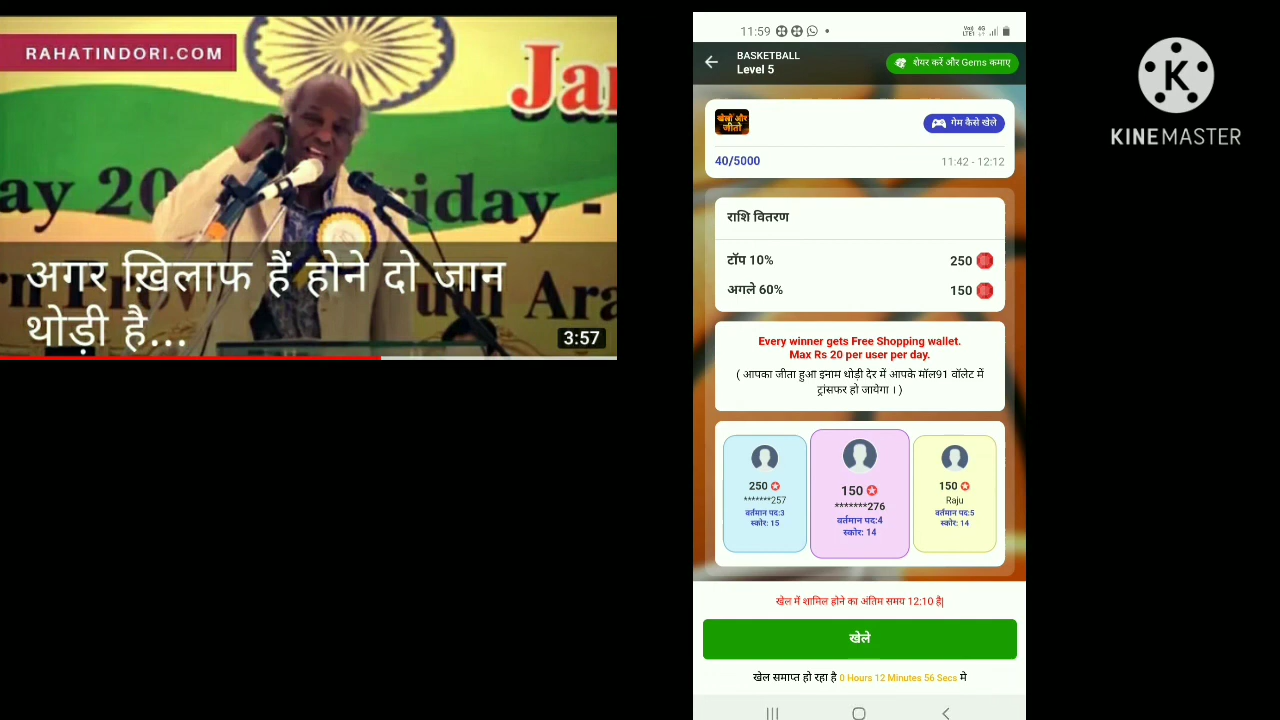 RAHATINDORI.COM
Jan
ay 20
riday -
अगर ख़िलाफ हैं होने दो जान
थोड़ी है...
3:57
11:59
BASKETBALL
Level 5
शेयर करें और Gems कमाए
खेलों और
जीतो
गेम कैसे खेले
40/5000
11:42 - 12:12
राशि वितरण
टॉप 10%
250
अगले 60%
150
Every winner gets Free Shopping wallet.
Max Rs 20 per user per day.
( आपका जीता हुआ इनाम थोड़ी देर में आपके मॉल91 वॉलेट में
ट्रांसफर हो जायेगा । )
250
*******257
वर्तमान पद:3
स्कोर: 15
150
*******276
वर्तमान पद:4
स्कोर: 14
150
Raju
वर्तमान पद:5
स्कोर: 14
खेल में शामिल होने का अंतिम समय 12:10 है|
खेले
खेल समाप्त हो रहा है 0 Hours 12 Minutes 56 Secs मे
K
KINEMASTER